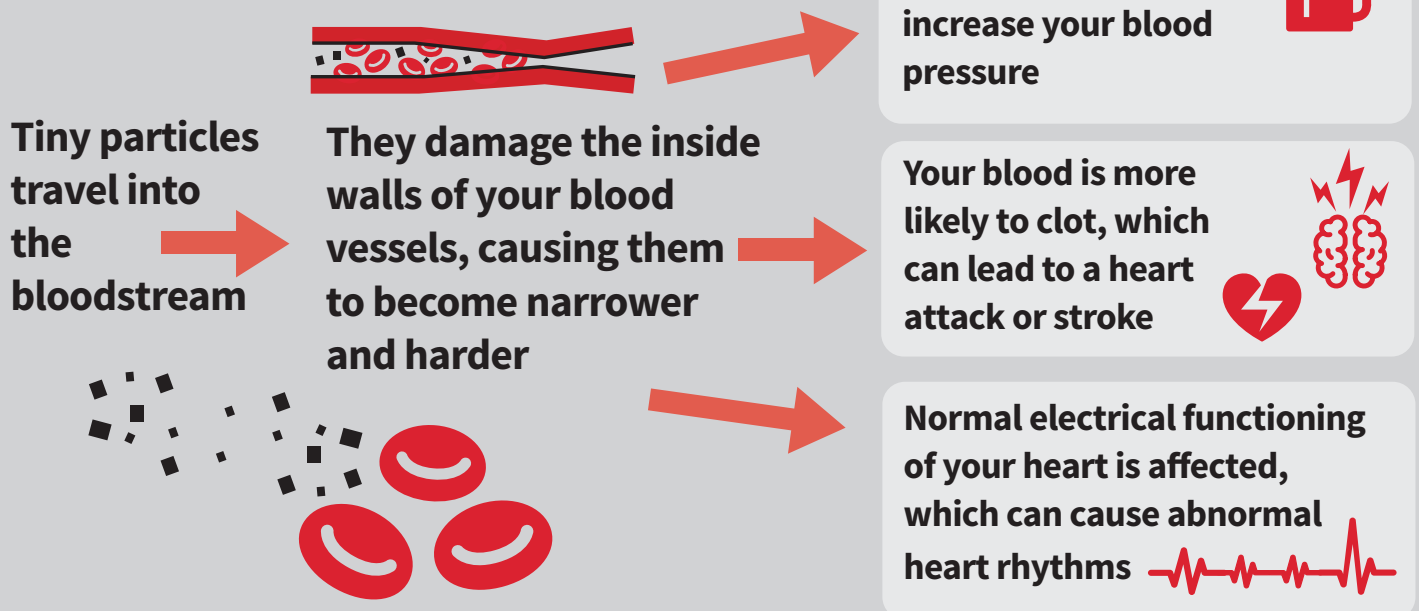 Tiny particles
travel into
the
bloodstream
They damage the inside
walls of your blood
vessels, causing them
to become narrower
and harder
increase your blood
pressure
Your blood is more
likely to clot, which
can lead to a heart
attack or stroke
Normal electrical functioning
of your heart is affected,
which can cause abnormal
heart rhythms